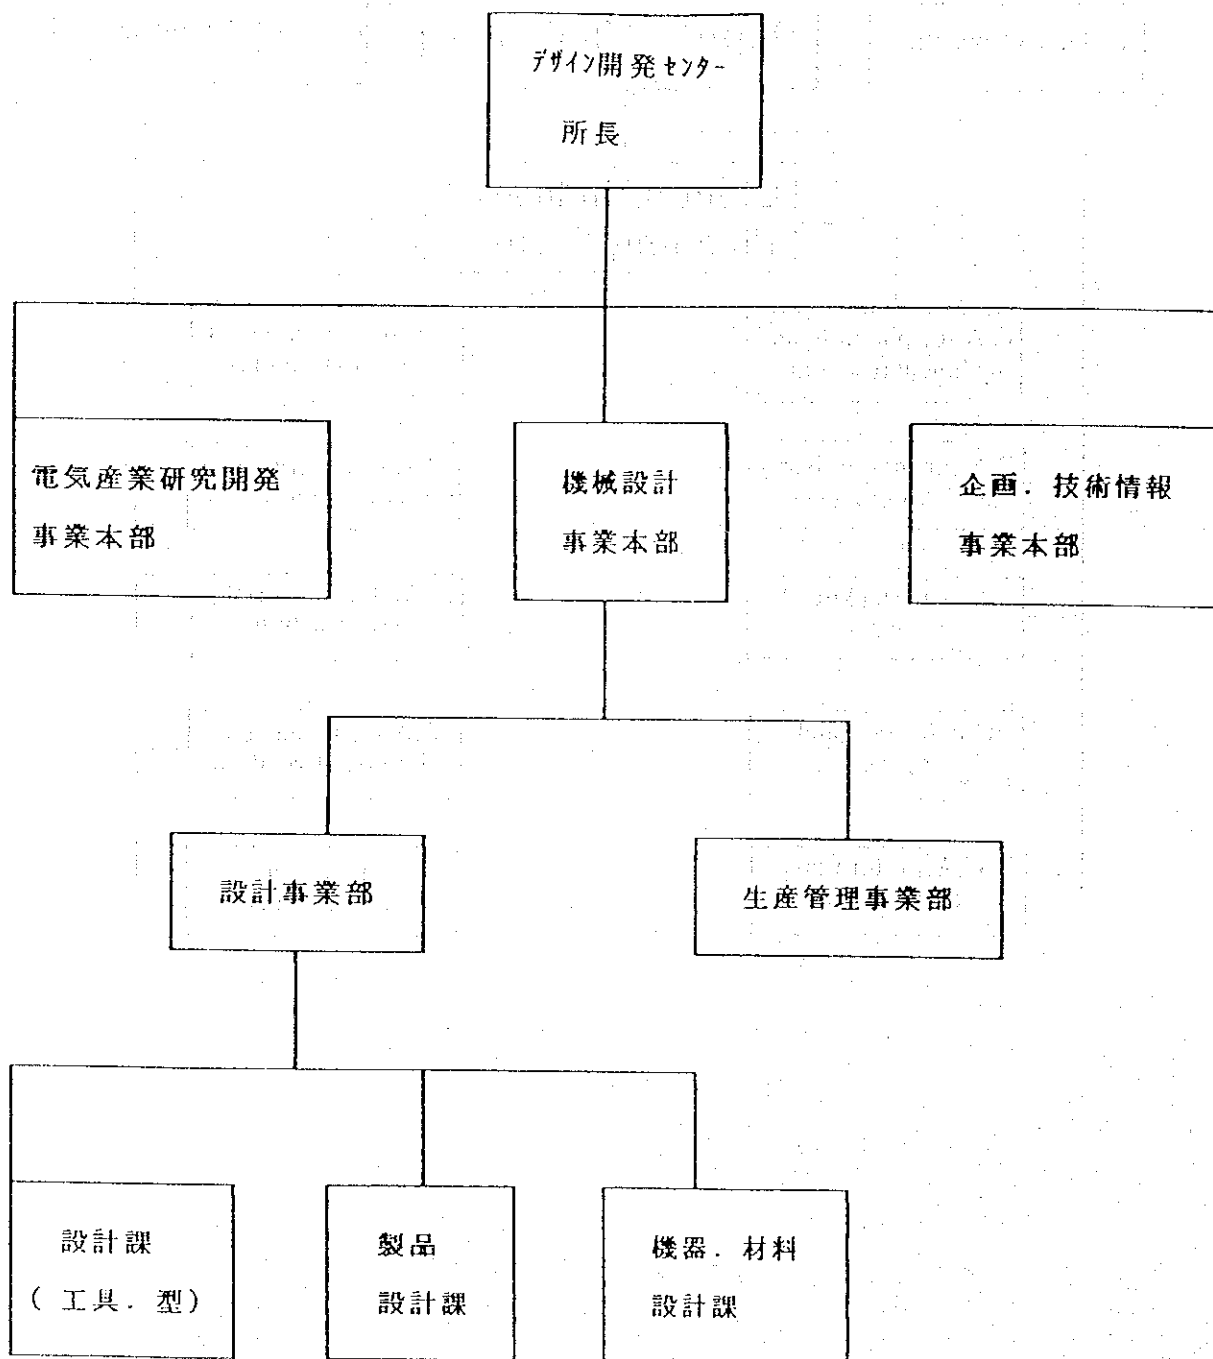 デザイン開発センター
所長
電気産業研究開発
事業本部
機械設計
事業本部
企画．技術情報
事業本部
設計事業部
生産管理事業部
設計課
（工具．型）
製品
設計課
機器．材料
設計課